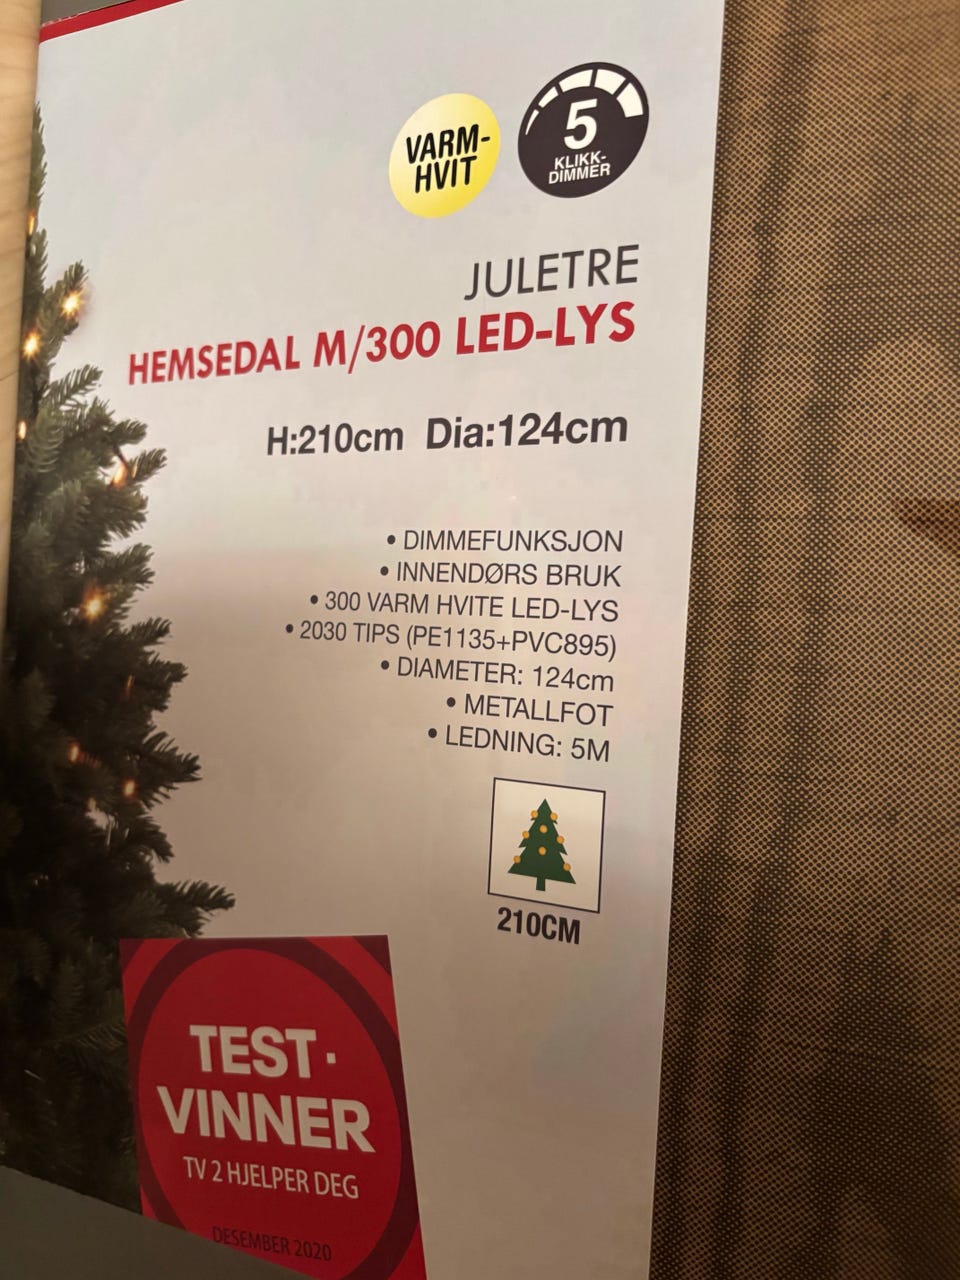 VARM-
HVIT
5
KLIKK-
DIMMER
JULETRE
HEMSEDAL M/300 LED-LYS
H:210cm Dia:124cm
• DIMMEFUNKSJON
• INNENDØRS BRUK
• 300 VARM HVITE LED-LYS
• 2030 TIPS (PE1135+PVC895)
• DIAMETER: 124cm
• METALLFOT
• LEDNING: 5M
210CM
TEST·
VINNER
TV 2 HJELPER DEG
DESEMBER 2020